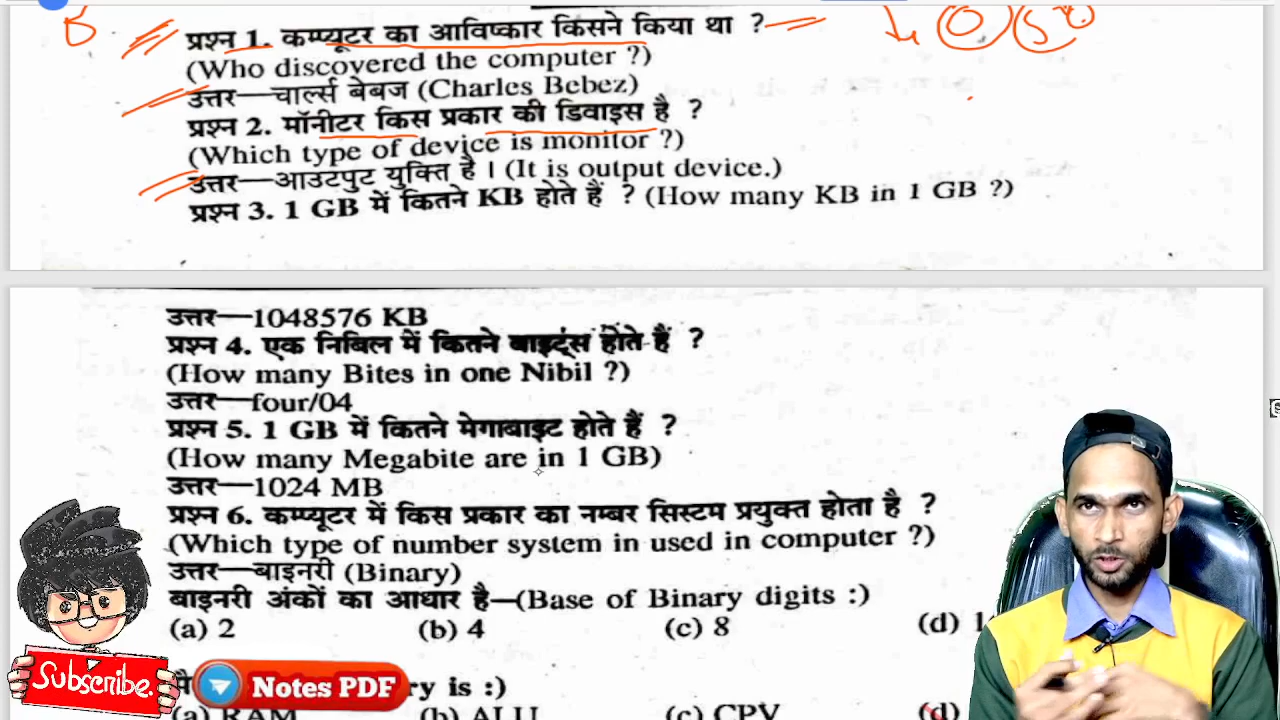 B
प्रश्न 1. कम्प्यूटर का आविष्कार किसने किया था ?
(Who discovered the computer ?)
उत्तर—चार्ल्स बेबज (Charles Bebez)
प्रश्न 2. मॉनीटर किस प्रकार की डिवाइस है ?
(Which type of device is monitor ?)
उत्तर—आउटपुट युक्ति है । (It is output device.)
प्रश्न 3. 1 GB में कितने KB होते हैं ? (How many KB in 1 GB ?)
उत्तर—1048576 KB
प्रश्न 4. एक निबिल में कितने बाइट्स होते हैं ?
(How many Bites in one Nibil ?)
उत्तर—four/04
प्रश्न 5. 1 GB में कितने मेगाबाइट होते हैं ?
(How many Megabite are in 1 GB)
उत्तर—1024 MB
प्रश्न 6. कम्प्यूटर में किस प्रकार का नम्बर सिस्टम प्रयुक्त होता है ?
(Which type of number system in used in computer ?)
उत्तर—बाइनरी (Binary)
बाइनरी अंकों का आधार है—(Base of Binary digits :)
(a) 2 (b) 4 (c) 8 (d)
ry is :)
(a) RAM (b) ALU (c) CPV (d)
Subscribe.
Notes PDF